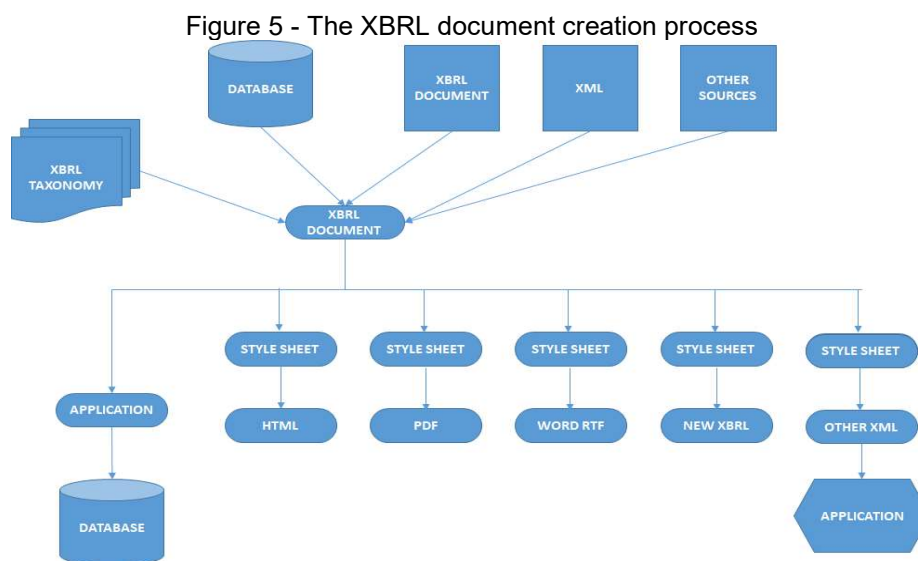 Figure 5 - The XBRL document creation process
DATABASE
XBRL
DOCUMENT
XML
OTHER
SOURCES
XBRL
TAXONOMY
XBRL
DOCUMENT
STYLE SHEET
STYLE SHEET
STYLE SHEET
STYLE SHEET
STYLE SHEET
APPLICATION
HTML
PDF
WORD RTF
NEW XBRL
OTHER XML
DATABASE
APPLICATION